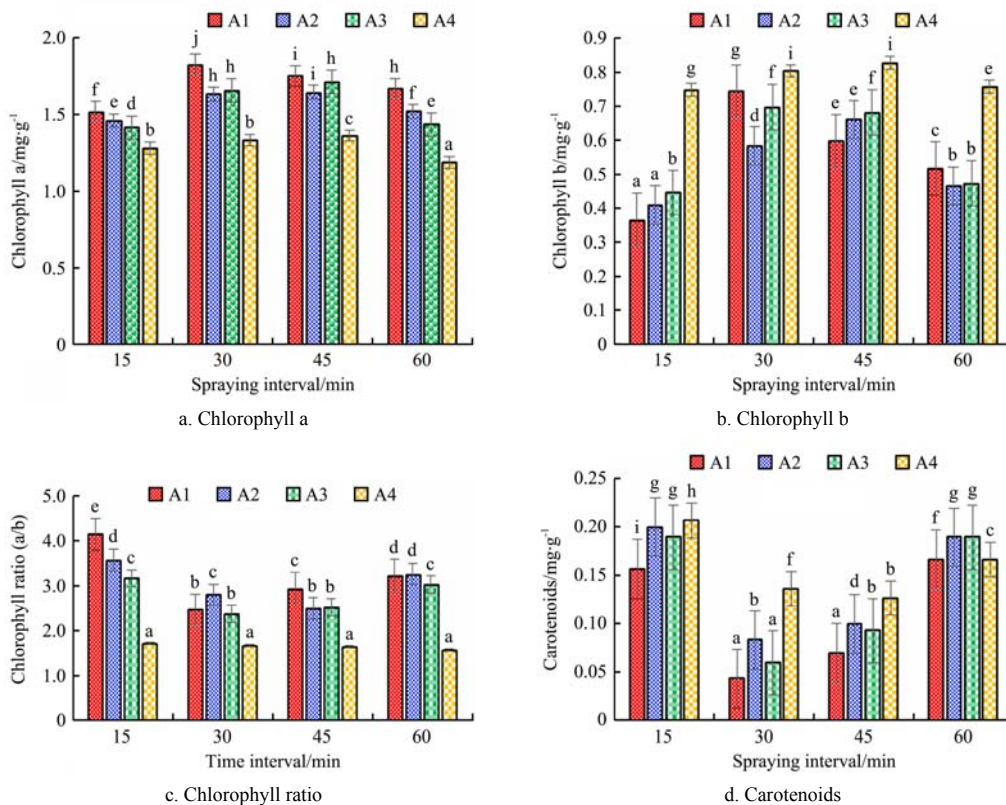 A1 A2 A3 A4
Chlorophyll a/mg·g⁻¹
2.0
1.5
1.0
0.5
0
f e d b
j h h b
i i h c
h f e a
15 30 45 60
Spraying interval/min
a. Chlorophyll a
A1 A2 A3 A4
Chlorophyll b/mg·g⁻¹
0.9
0.8
0.7
0.6
0.5
0.4
0.3
0.2
0.1
0
a a b g
g d f i
e e f i
c b b e
15 30 45 60
Spraying interval/min
b. Chlorophyll b
A1 A2 A3 A4
Chlorophyll ratio (a/b)
5.0
4.0
3.0
2.0
1.0
0
e d c a
b c b a
c b b a
d d c a
15 30 45 60
Time interval/min
c. Chlorophyll ratio
A1 A2 A3 A4
Carotenoids/mg·g⁻¹
0.25
0.20
0.15
0.10
0.05
0
i g g h
a b a f
a d b e
f g g c
15 30 45 60
Spraying interval/min
d. Carotenoids